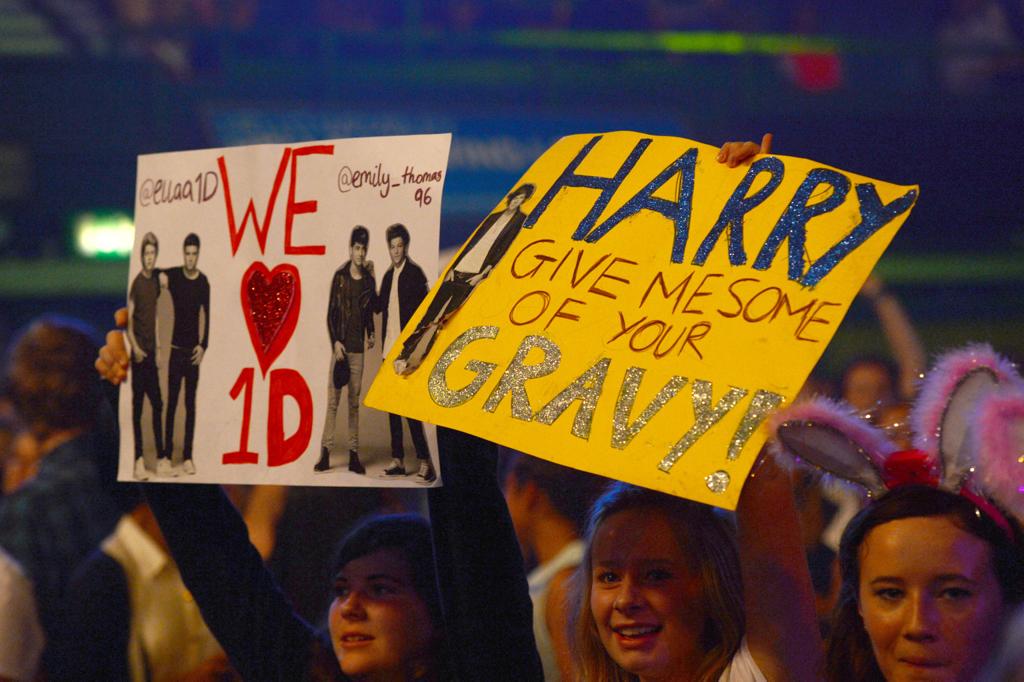 @ellaa1D
WE
@emily_thomas
96
1D
HARRY
GIVE ME SOME
OF YOUR
GRAVY!